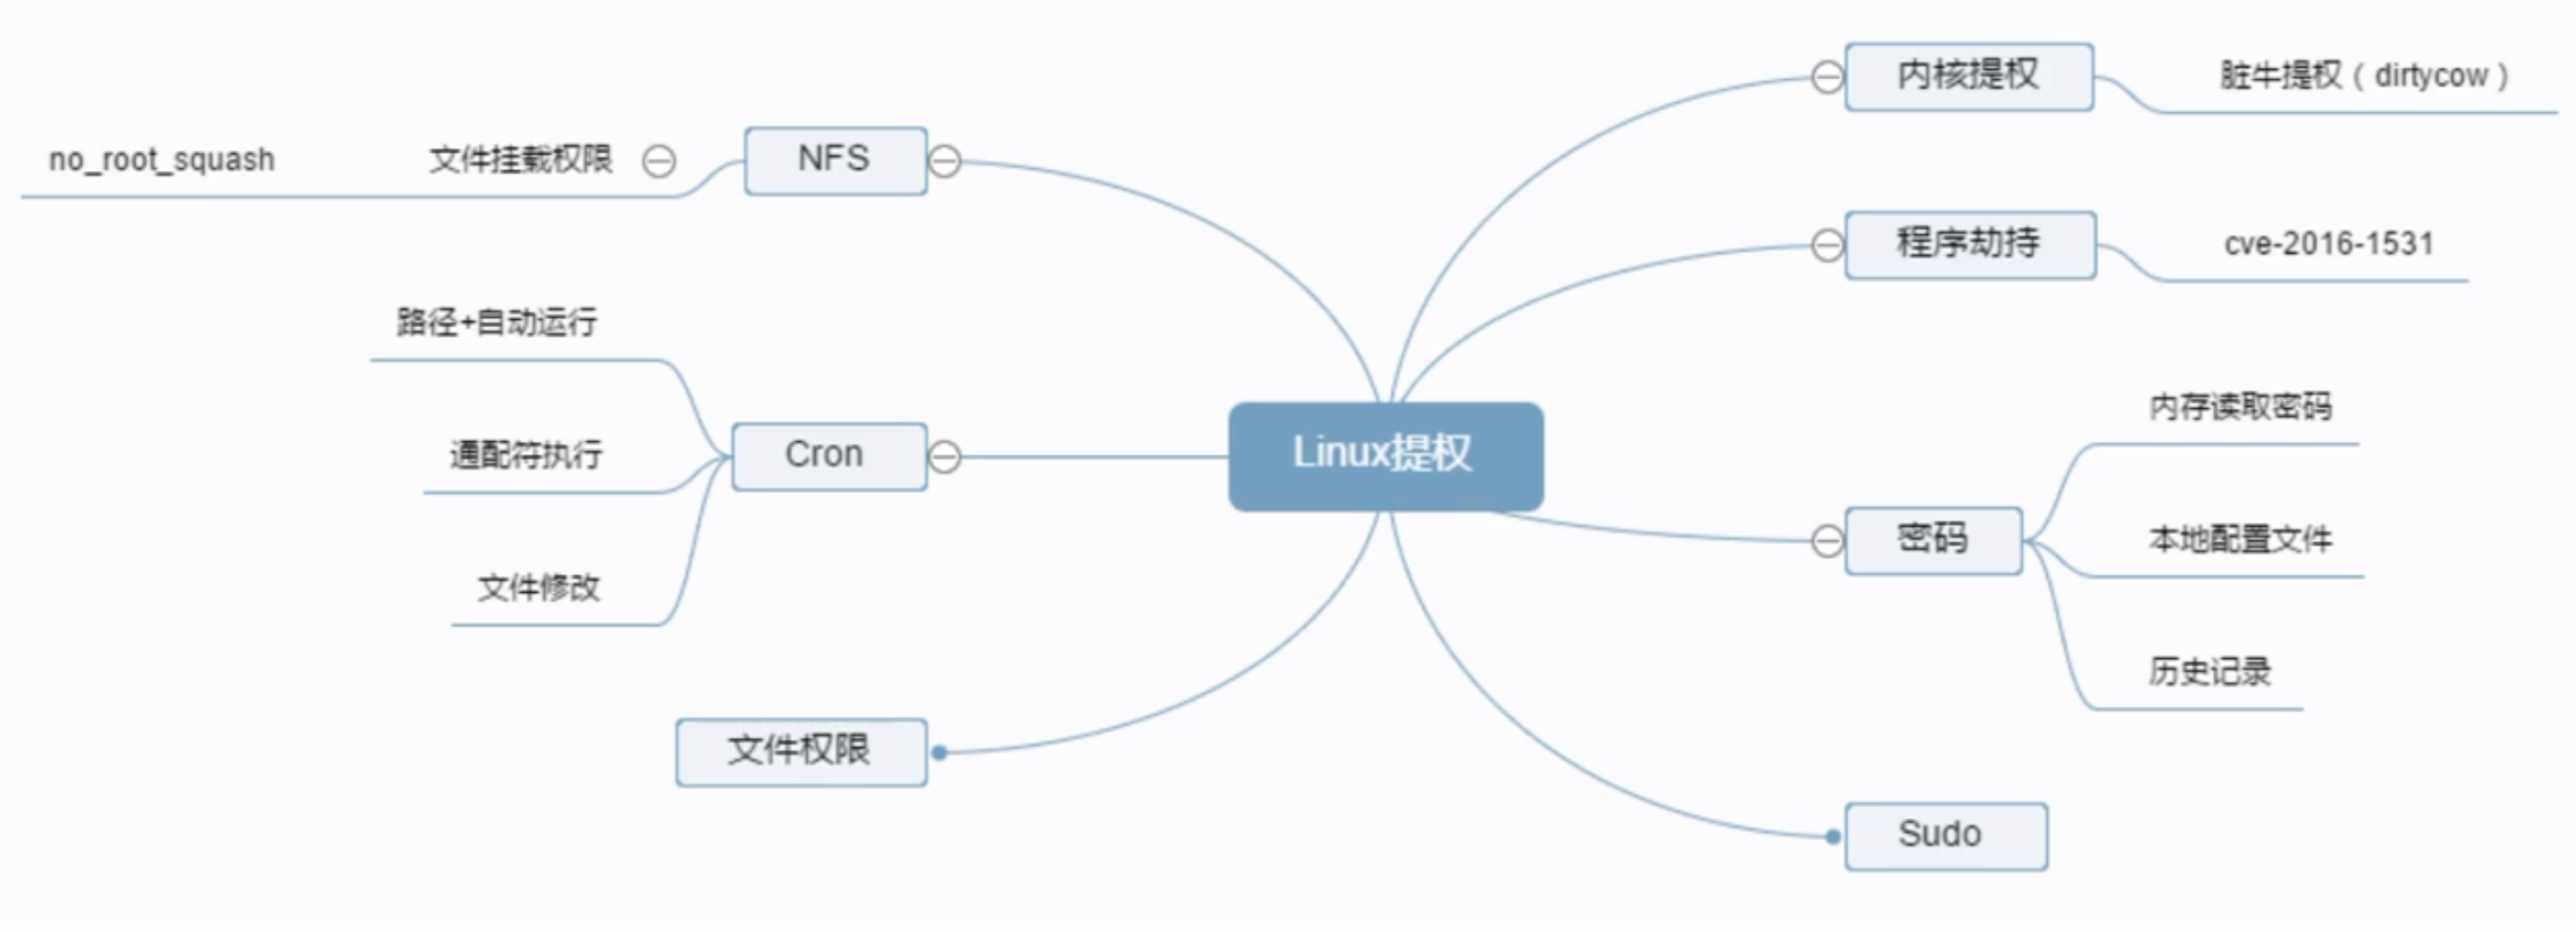 Linux提权
内核提权
脏牛提权（dirtycow）
程序劫持
cve-2016-1531
密码
内存读取密码
本地配置文件
历史记录
Sudo
NFS
文件挂载权限
no_root_squash
Cron
路径+自动运行
通配符执行
文件修改
文件权限